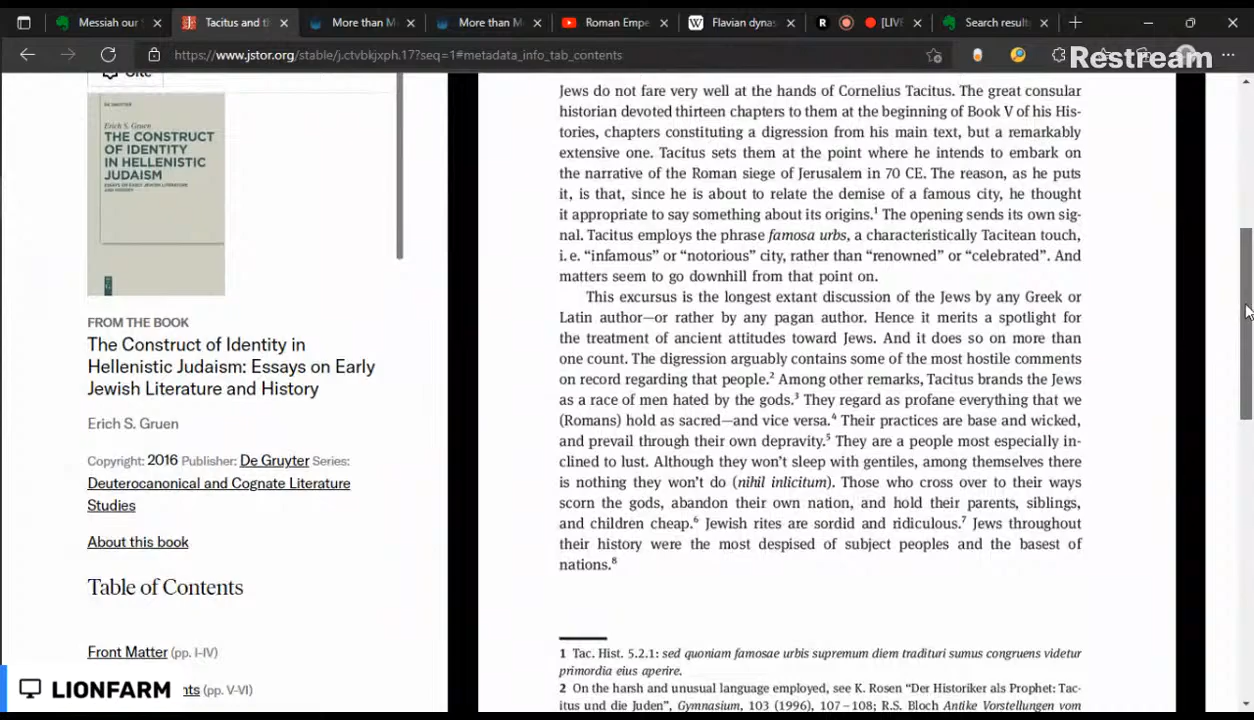 Messiah our S
Tacitus and th
More than M
More than M
Roman Empe
Flavian dynas
[LIVE
Search result
https://www.jstor.org/stable/j.ctvbkjxph.17?seq=1#metadata_info_tab_contents
Restream
Cite
DE GRUYTER
Erich S. Gruen
THE CONSTRUCT
OF IDENTITY
IN HELLENISTIC
JUDAISM
ESSAYS ON EARLY JEWISH LITERATURE
AND HISTORY
FROM THE BOOK
The Construct of Identity in
Hellenistic Judaism: Essays on Early
Jewish Literature and History
Erich S. Gruen
Copyright: 2016 Publisher: De Gruyter Series:
Deuterocanonical and Cognate Literature
Studies
About this book
Table of Contents
Front Matter (pp. I-IV)
nts (pp. V-VI)
LIONFARM
Jews do not fare very well at the hands of Cornelius Tacitus. The great consular
historian devoted thirteen chapters to them at the beginning of Book V of his His-
tories, chapters constituting a digression from his main text, but a remarkably
extensive one. Tacitus sets them at the point where he intends to embark on
the narrative of the Roman siege of Jerusalem in 70 CE. The reason, as he puts
it, is that, since he is about to relate the demise of a famous city, he thought
it appropriate to say something about its origins.¹ The opening sends its own sig-
nal. Tacitus employs the phrase famosa urbs, a characteristically Tacitean touch,
i. e. “infamous” or “notorious” city, rather than “renowned” or “celebrated”. And
matters seem to go downhill from that point on.
This excursus is the longest extant discussion of the Jews by any Greek or
Latin author—or rather by any pagan author. Hence it merits a spotlight for
the treatment of ancient attitudes toward Jews. And it does so on more than
one count. The digression arguably contains some of the most hostile comments
on record regarding that people.² Among other remarks, Tacitus brands the Jews
as a race of men hated by the gods.³ They regard as profane everything that we
(Romans) hold as sacred—and vice versa.⁴ Their practices are base and wicked,
and prevail through their own depravity.⁵ They are a people most especially in-
clined to lust. Although they won’t sleep with gentiles, among themselves there
is nothing they won’t do (nihil inlicitum). Those who cross over to their ways
scorn the gods, abandon their own nation, and hold their parents, siblings,
and children cheap.⁶ Jewish rites are sordid and ridiculous.⁷ Jews throughout
their history were the most despised of subject peoples and the basest of
nations.⁸
1 Tac. Hist. 5.2.1: sed quoniam famosae urbis supremum diem tradituri sumus congruens videtur
primordia eius aperire.
2 On the harsh and unusual language employed, see K. Rosen “Der Historiker als Prophet: Tac-
itus und die Juden”, Gymnasium, 103 (1996), 107–108; R.S. Bloch Antike Vorstellungen vom